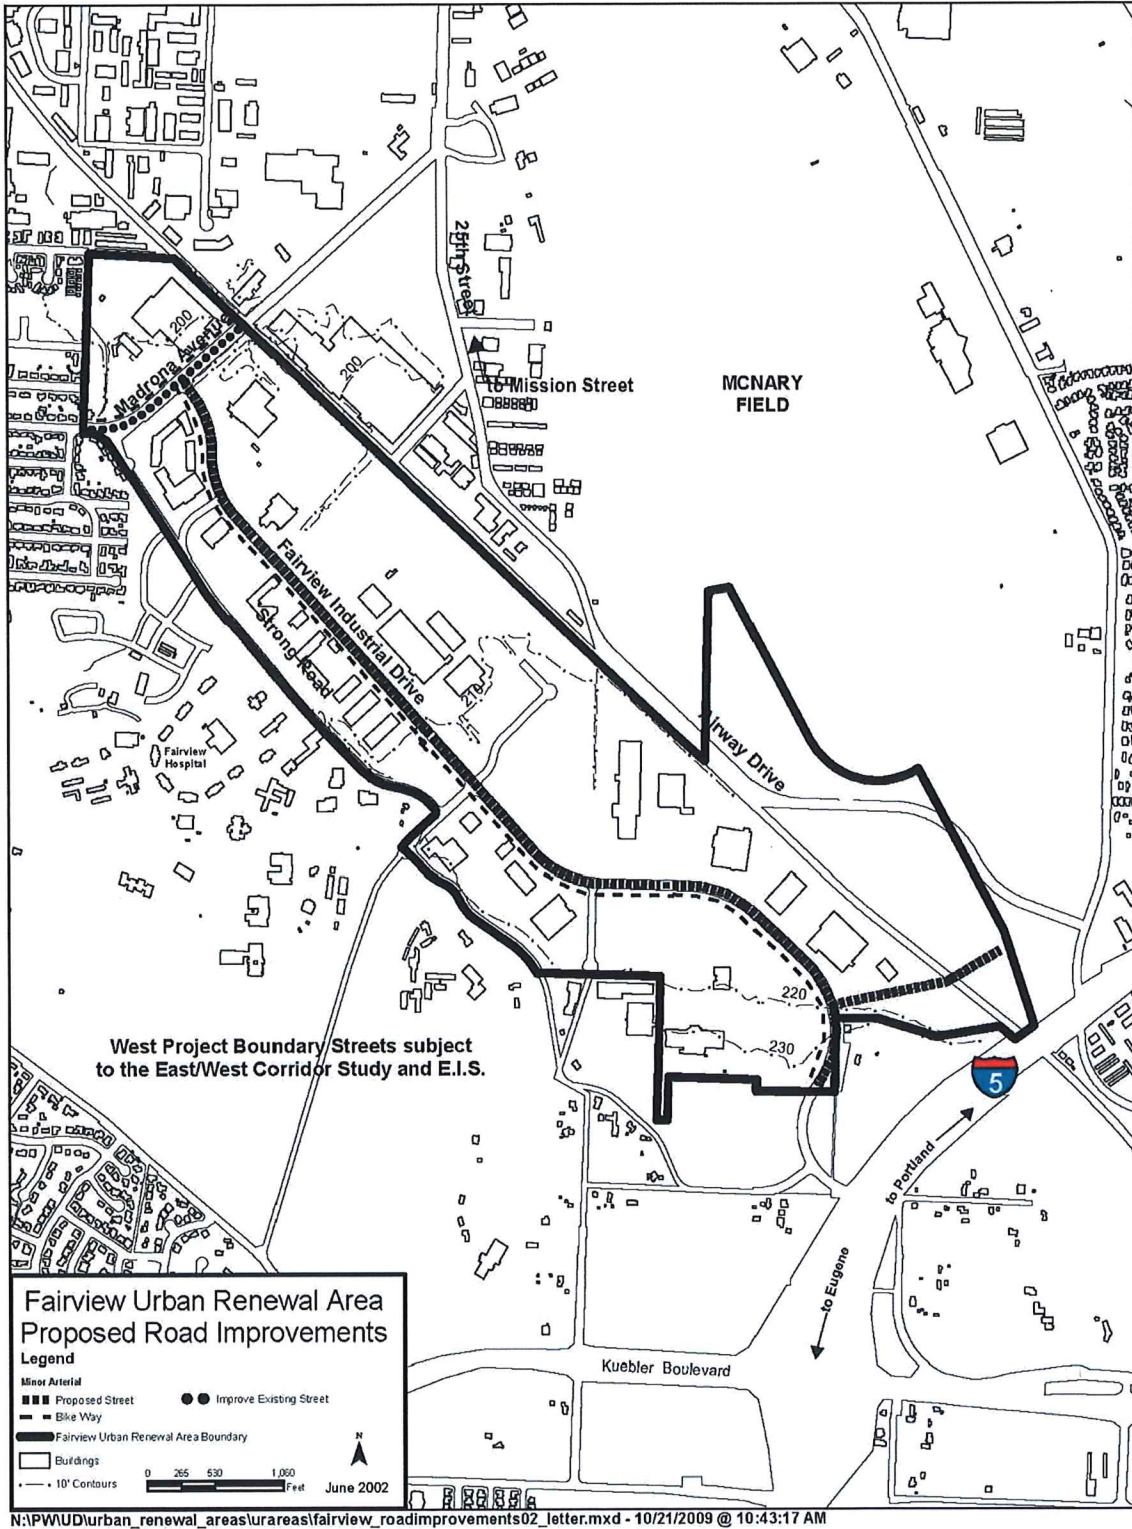 25th Street
200
Madrona Avenue
200
to Mission Street
MCNARY
FIELD
Fairview Industrial Drive
Strong Road
210
Fairview
Hospital
Airway Drive
220
230
West Project Boundary Streets subject
to the East/West Corridor Study and E.I.S.
5
to Portland
to Eugene
Kuebler Boulevard
Fairview Urban Renewal Area
Proposed Road Improvements
Legend
Minor Arterial
Proposed Street
Improve Existing Street
Bike Way
Fairview Urban Renewal Area Boundary
Buildings
10' Contours
0 265 530 1,060
Feet
N
June 2002
N:\PW\UD\urban_renewal_areas\urareas\fairview_roadimprovements02_letter.mxd - 10/21/2009 @ 10:43:17 AM